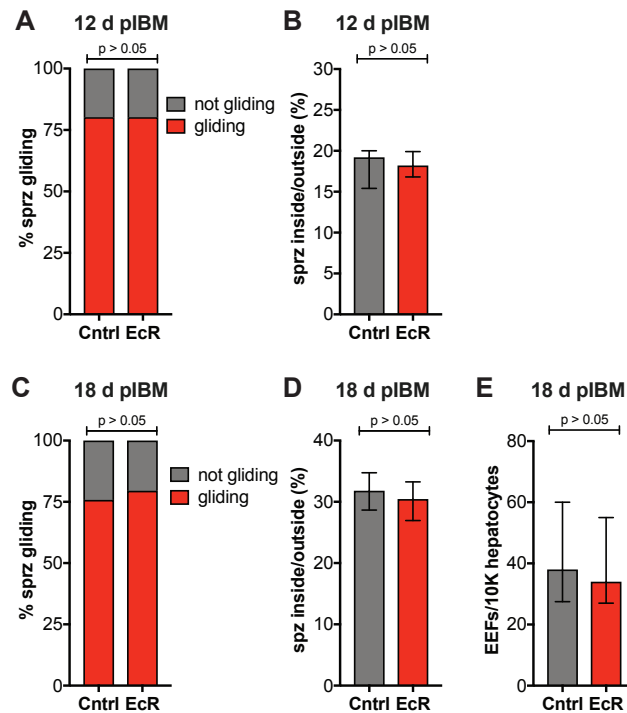 A 12 d pIBM
p > 0.05
% sprz gliding
100
75
50
25
0
Cntrl EcR
not gliding
gliding
B 12 d pIBM
p > 0.05
sprz inside/outside (%)
30
25
20
15
10
5
0
Cntrl EcR
C 18 d pIBM
p > 0.05
% sprz gliding
100
75
50
25
0
Cntrl EcR
not gliding
gliding
D 18 d pIBM
p > 0.05
spz inside/outside (%)
40
30
20
10
0
Cntrl EcR
E 18 d pIBM
p > 0.05
EEFs/10K hepatocytes
80
60
40
20
0
Cntrl EcR